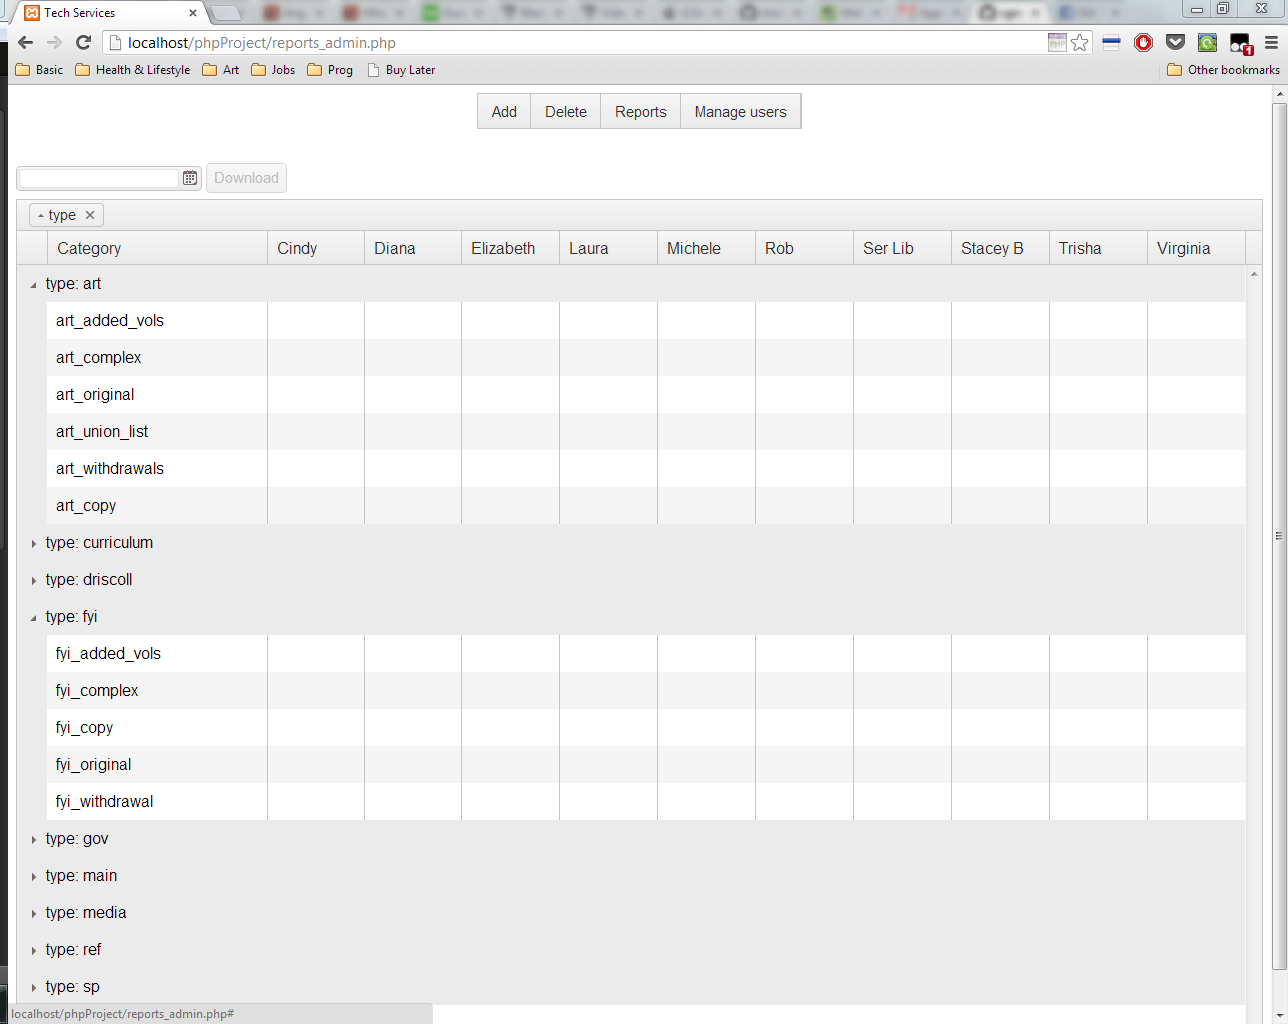 Tech Services
localhost/phpProject/reports_admin.php
Basic Health & Lifestyle Art Jobs Prog Buy Later Other bookmarks
Add Delete Reports Manage users
Download
type
Category Cindy Diana Elizabeth Laura Michele Rob Ser Lib Stacey B Trisha Virginia
type: art
art_added_vols
art_complex
art_original
art_union_list
art_withdrawals
art_copy
type: curriculum
type: driscoll
type: fyi
fyi_added_vols
fyi_complex
fyi_copy
fyi_original
fyi_withdrawal
type: gov
type: main
type: media
type: ref
type: sp
localhost/phpProject/reports_admin.php#